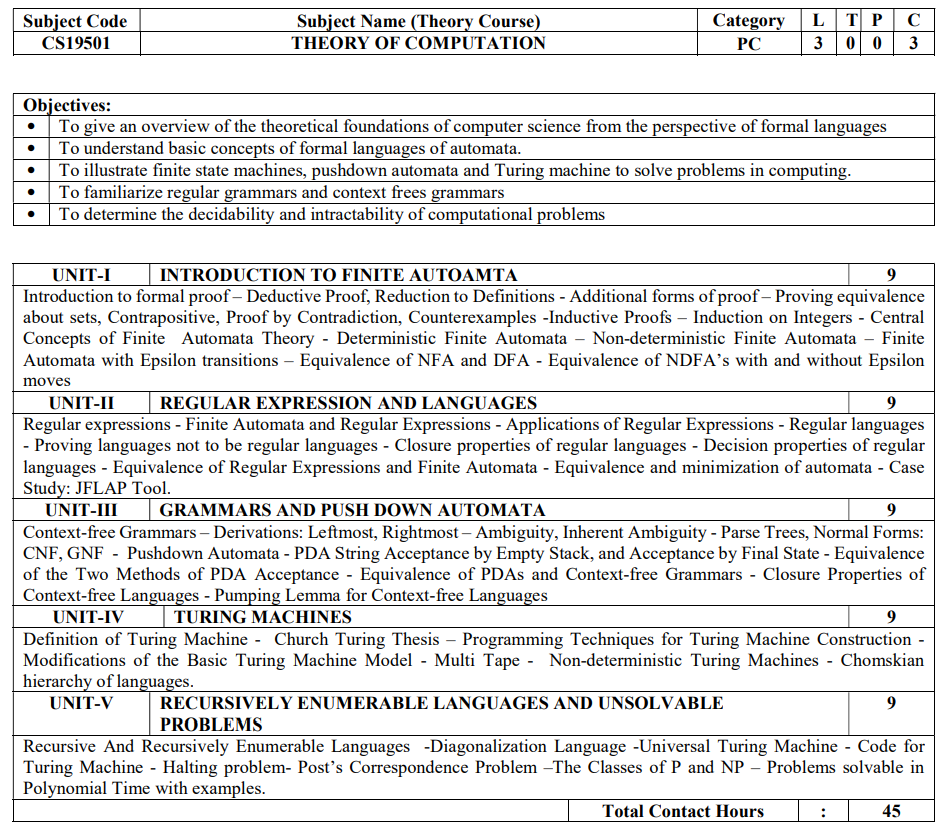 Subject Code Subject Name (Theory Course) Category L T P C
CS19501 THEORY OF COMPUTATION PC 3 0 0 3
Objectives:
• To give an overview of the theoretical foundations of computer science from the perspective of formal languages
• To understand basic concepts of formal languages of automata.
• To illustrate finite state machines, pushdown automata and Turing machine to solve problems in computing.
• To familiarize regular grammars and context frees grammars
• To determine the decidability and intractability of computational problems
UNIT-I INTRODUCTION TO FINITE AUTOAMTA 9
Introduction to formal proof – Deductive Proof, Reduction to Definitions - Additional forms of proof – Proving equivalence
about sets, Contrapositive, Proof by Contradiction, Counterexamples -Inductive Proofs – Induction on Integers - Central
Concepts of Finite Automata Theory - Deterministic Finite Automata – Non-deterministic Finite Automata – Finite
Automata with Epsilon transitions – Equivalence of NFA and DFA - Equivalence of NDFA's with and without Epsilon
moves
UNIT-II REGULAR EXPRESSION AND LANGUAGES 9
Regular expressions - Finite Automata and Regular Expressions - Applications of Regular Expressions - Regular languages
- Proving languages not to be regular languages - Closure properties of regular languages - Decision properties of regular
languages - Equivalence of Regular Expressions and Finite Automata - Equivalence and minimization of automata - Case
Study: JFLAP Tool.
UNIT-III GRAMMARS AND PUSH DOWN AUTOMATA 9
Context-free Grammars – Derivations: Leftmost, Rightmost – Ambiguity, Inherent Ambiguity - Parse Trees, Normal Forms:
CNF, GNF - Pushdown Automata - PDA String Acceptance by Empty Stack, and Acceptance by Final State - Equivalence
of the Two Methods of PDA Acceptance - Equivalence of PDAs and Context-free Grammars - Closure Properties of
Context-free Languages - Pumping Lemma for Context-free Languages
UNIT-IV TURING MACHINES 9
Definition of Turing Machine - Church Turing Thesis – Programming Techniques for Turing Machine Construction -
Modifications of the Basic Turing Machine Model - Multi Tape - Non-deterministic Turing Machines - Chomskian
hierarchy of languages.
UNIT-V RECURSIVELY ENUMERABLE LANGUAGES AND UNSOLVABLE 9
PROBLEMS
Recursive And Recursively Enumerable Languages -Diagonalization Language -Universal Turing Machine - Code for
Turing Machine - Halting problem- Post's Correspondence Problem –The Classes of P and NP – Problems solvable in
Polynomial Time with examples.
Total Contact Hours : 45